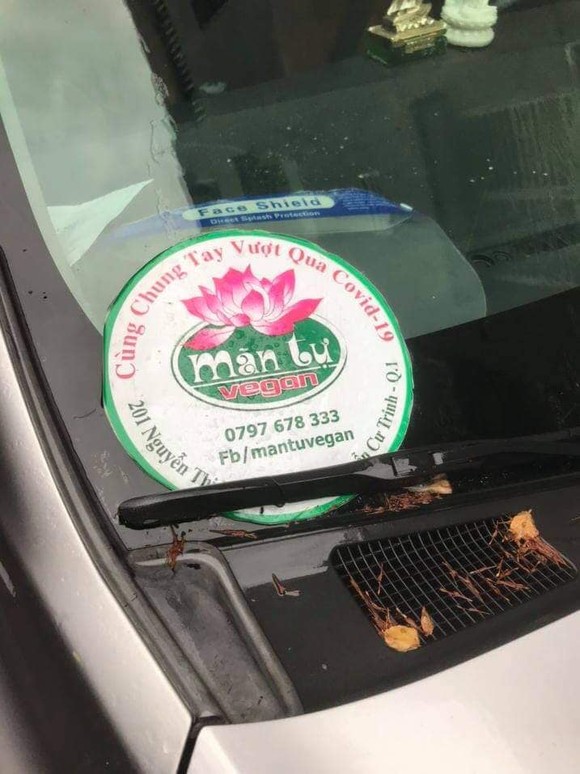 Face Shield
Direct Splash Protection
Cùng Chung Tay Vượt Qua Covid-19
mãn tự
vegan
0797 678 333
Fb/mantuvegan
201 Nguyễn
Cư Trinh - Q.1